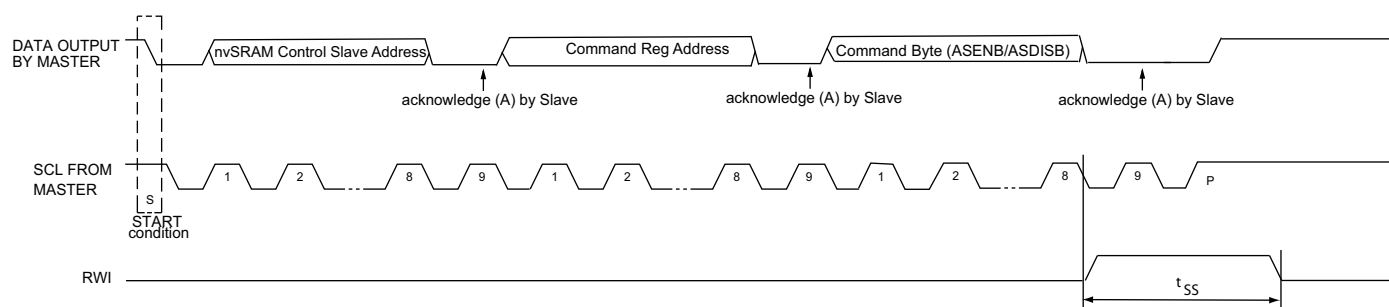 DATA OUTPUT
BY MASTER
nvSRAM Control Slave Address
Command Reg Address
Command Byte (ASENB/ASDISB)
acknowledge (A) by Slave
acknowledge (A) by Slave
acknowledge (A) by Slave
SCL FROM
MASTER
1 2 8 9 1 2 8 9 1 2 8 9 P
S
START
condition
RWI
tSS